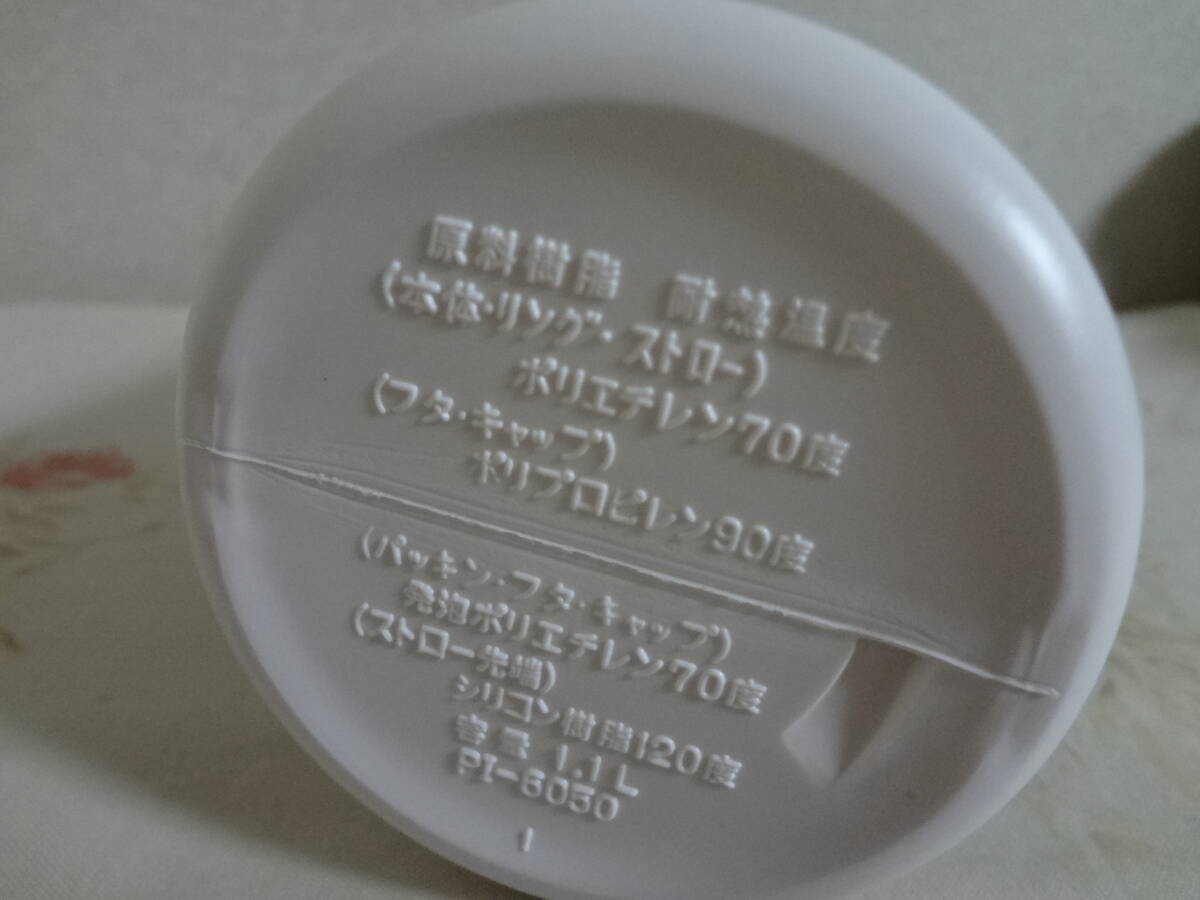 原料樹脂 耐熱温度
(本体・リング・ストロー)
ポリエチレン70度
(フタ・キャップ)
ポリプロピレン90度
(パッキン・フタ・キャップ)
発泡ポリエチレン70度
(ストロー先端)
シリコン樹脂120度
容量 1.1L
PI-6050
1